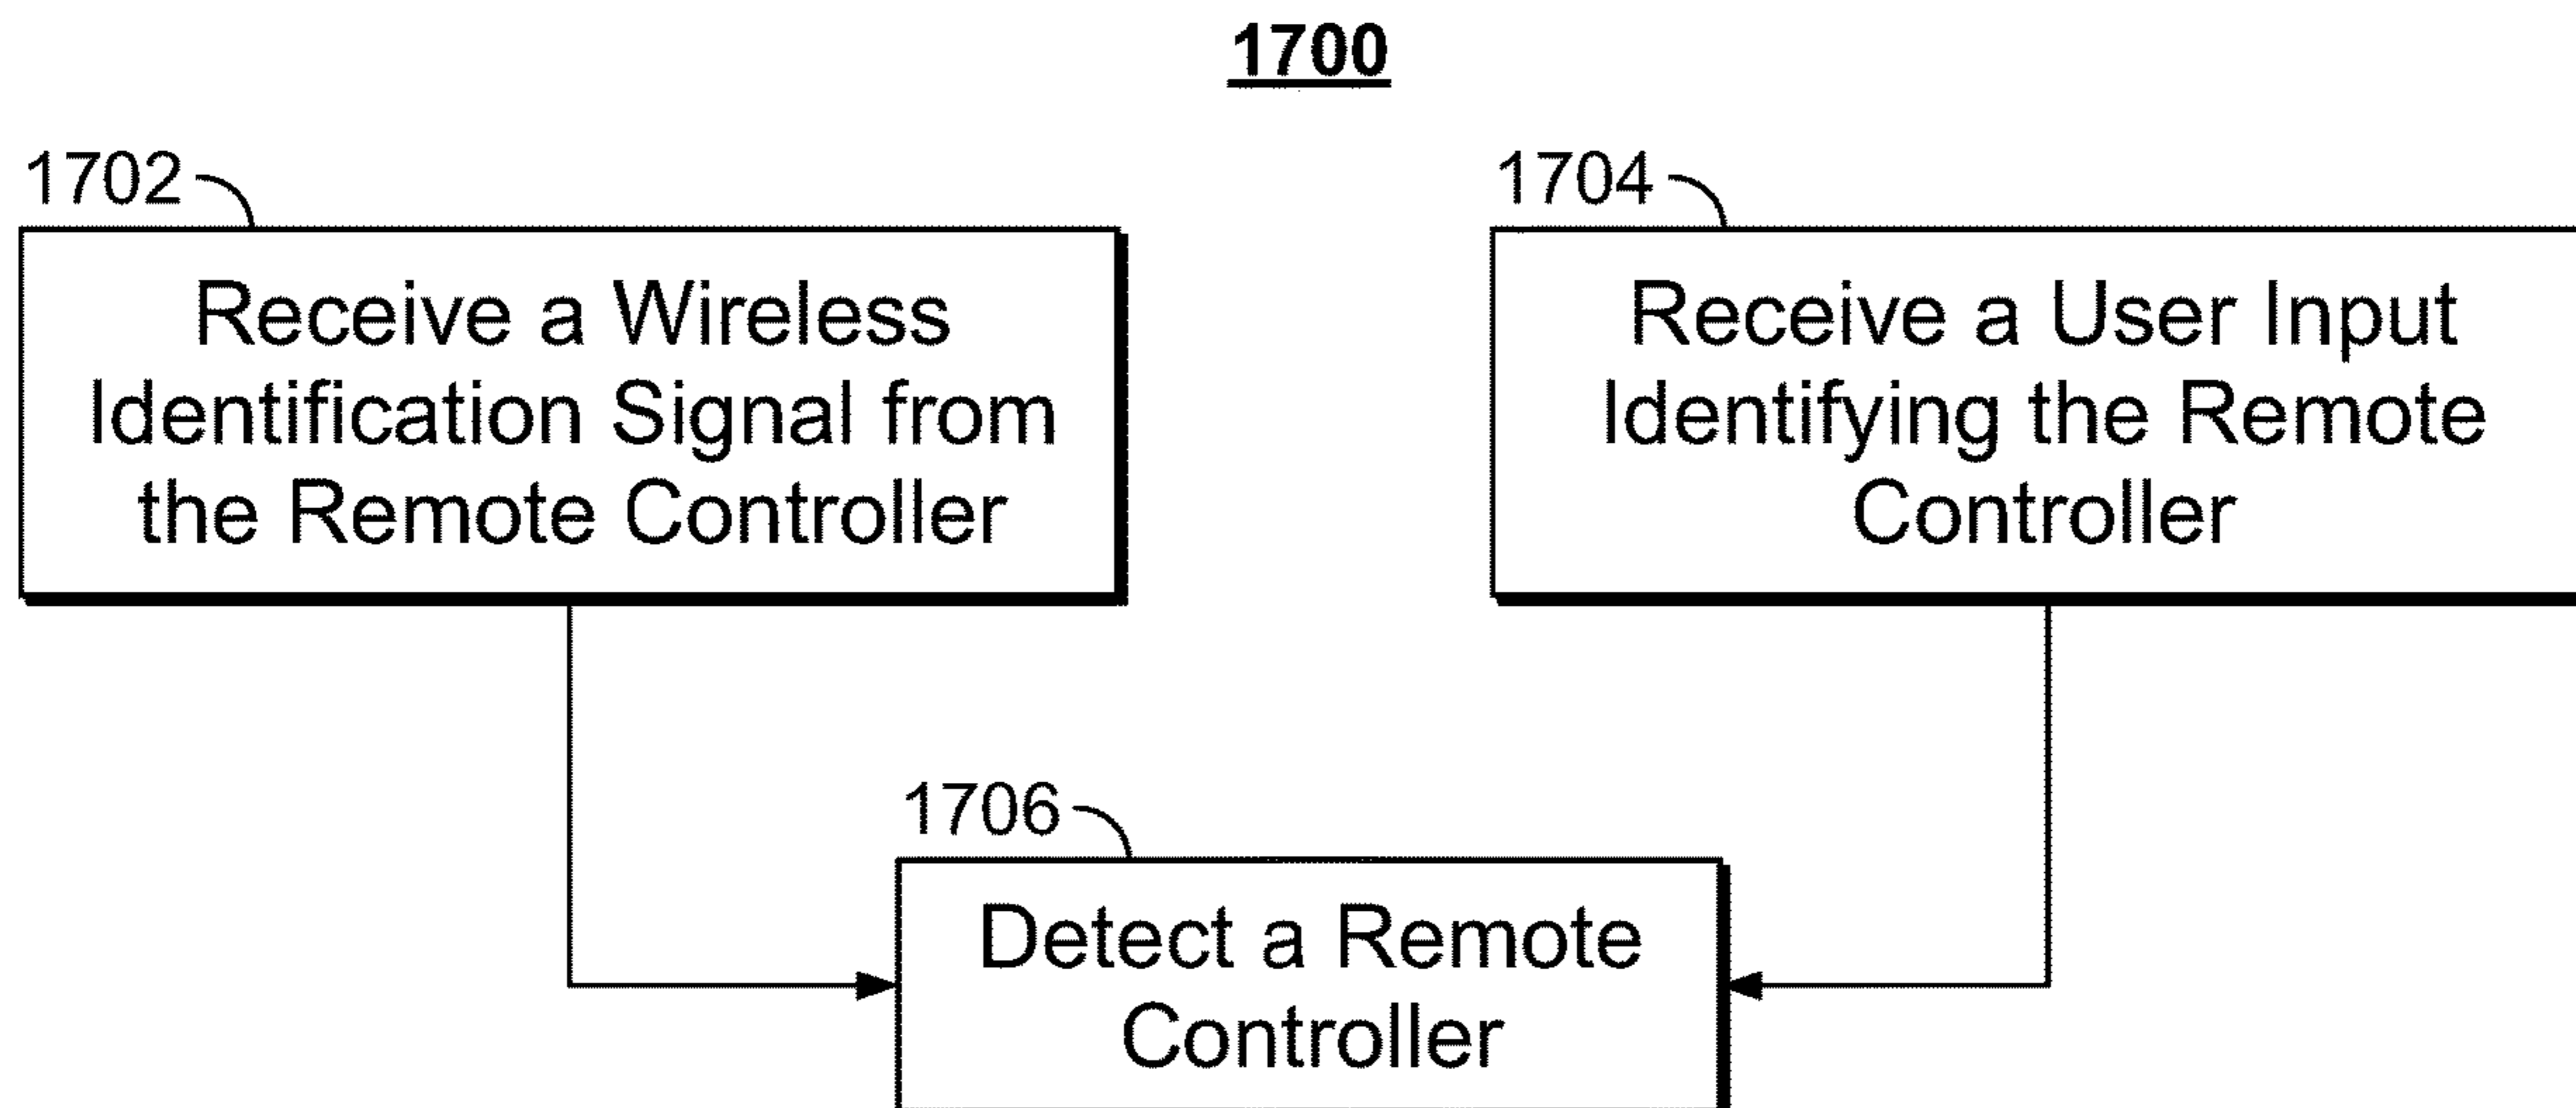 1700
1702
Receive a Wireless
Identification Signal from
the Remote Controller
1704
Receive a User Input
Identifying the Remote
Controller
1706
Detect a Remote
Controller